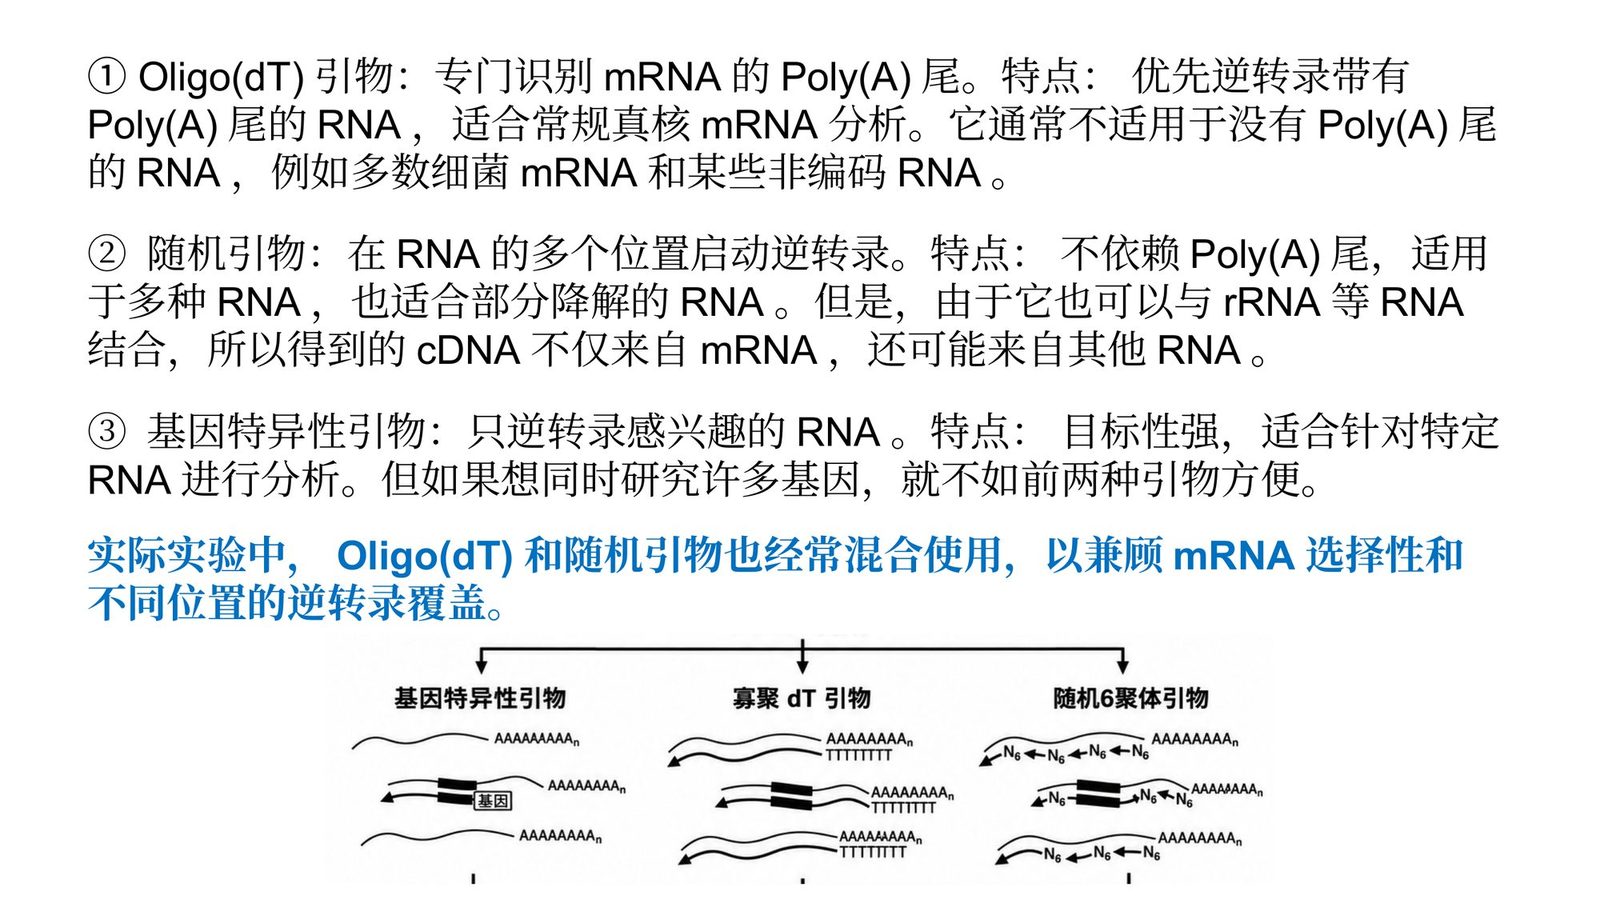 ① Oligo(dT) 引物：专门识别 mRNA 的 Poly(A) 尾。特点： 优先逆转录带有
Poly(A) 尾的 RNA ，适合常规真核 mRNA 分析。它通常不适用于没有 Poly(A) 尾
的 RNA ，例如多数细菌 mRNA 和某些非编码 RNA 。
② 随机引物：在 RNA 的多个位置启动逆转录。特点： 不依赖 Poly(A) 尾，适用
于多种 RNA ，也适合部分降解的 RNA 。但是，由于它也可以与 rRNA 等 RNA
结合，所以得到的 cDNA 不仅来自 mRNA ，还可能来自其他 RNA 。
③ 基因特异性引物：只逆转录感兴趣的 RNA 。特点： 目标性强，适合针对特定
RNA 进行分析。但如果想同时研究许多基因，就不如前两种引物方便。
实际实验中， Oligo(dT) 和随机引物也经常混合使用，以兼顾 mRNA 选择性和
不同位置的逆转录覆盖。
基因特异性引物
AAAAAAAAAn
AAAAAAAAn
基因
AAAAAAAAn
寡聚 dT 引物
AAAAAAAAn
TTTTTTTT
AAAAAAAAn
TTTTTTTT
AAAAAAAAn
TTTTTTTT
随机6聚体引物
AAAAAAAAn
N6 N6 N6 N6
AAAAAAAAn
N6 N6 N6
AAAAAAAAn
N6 N6 N6